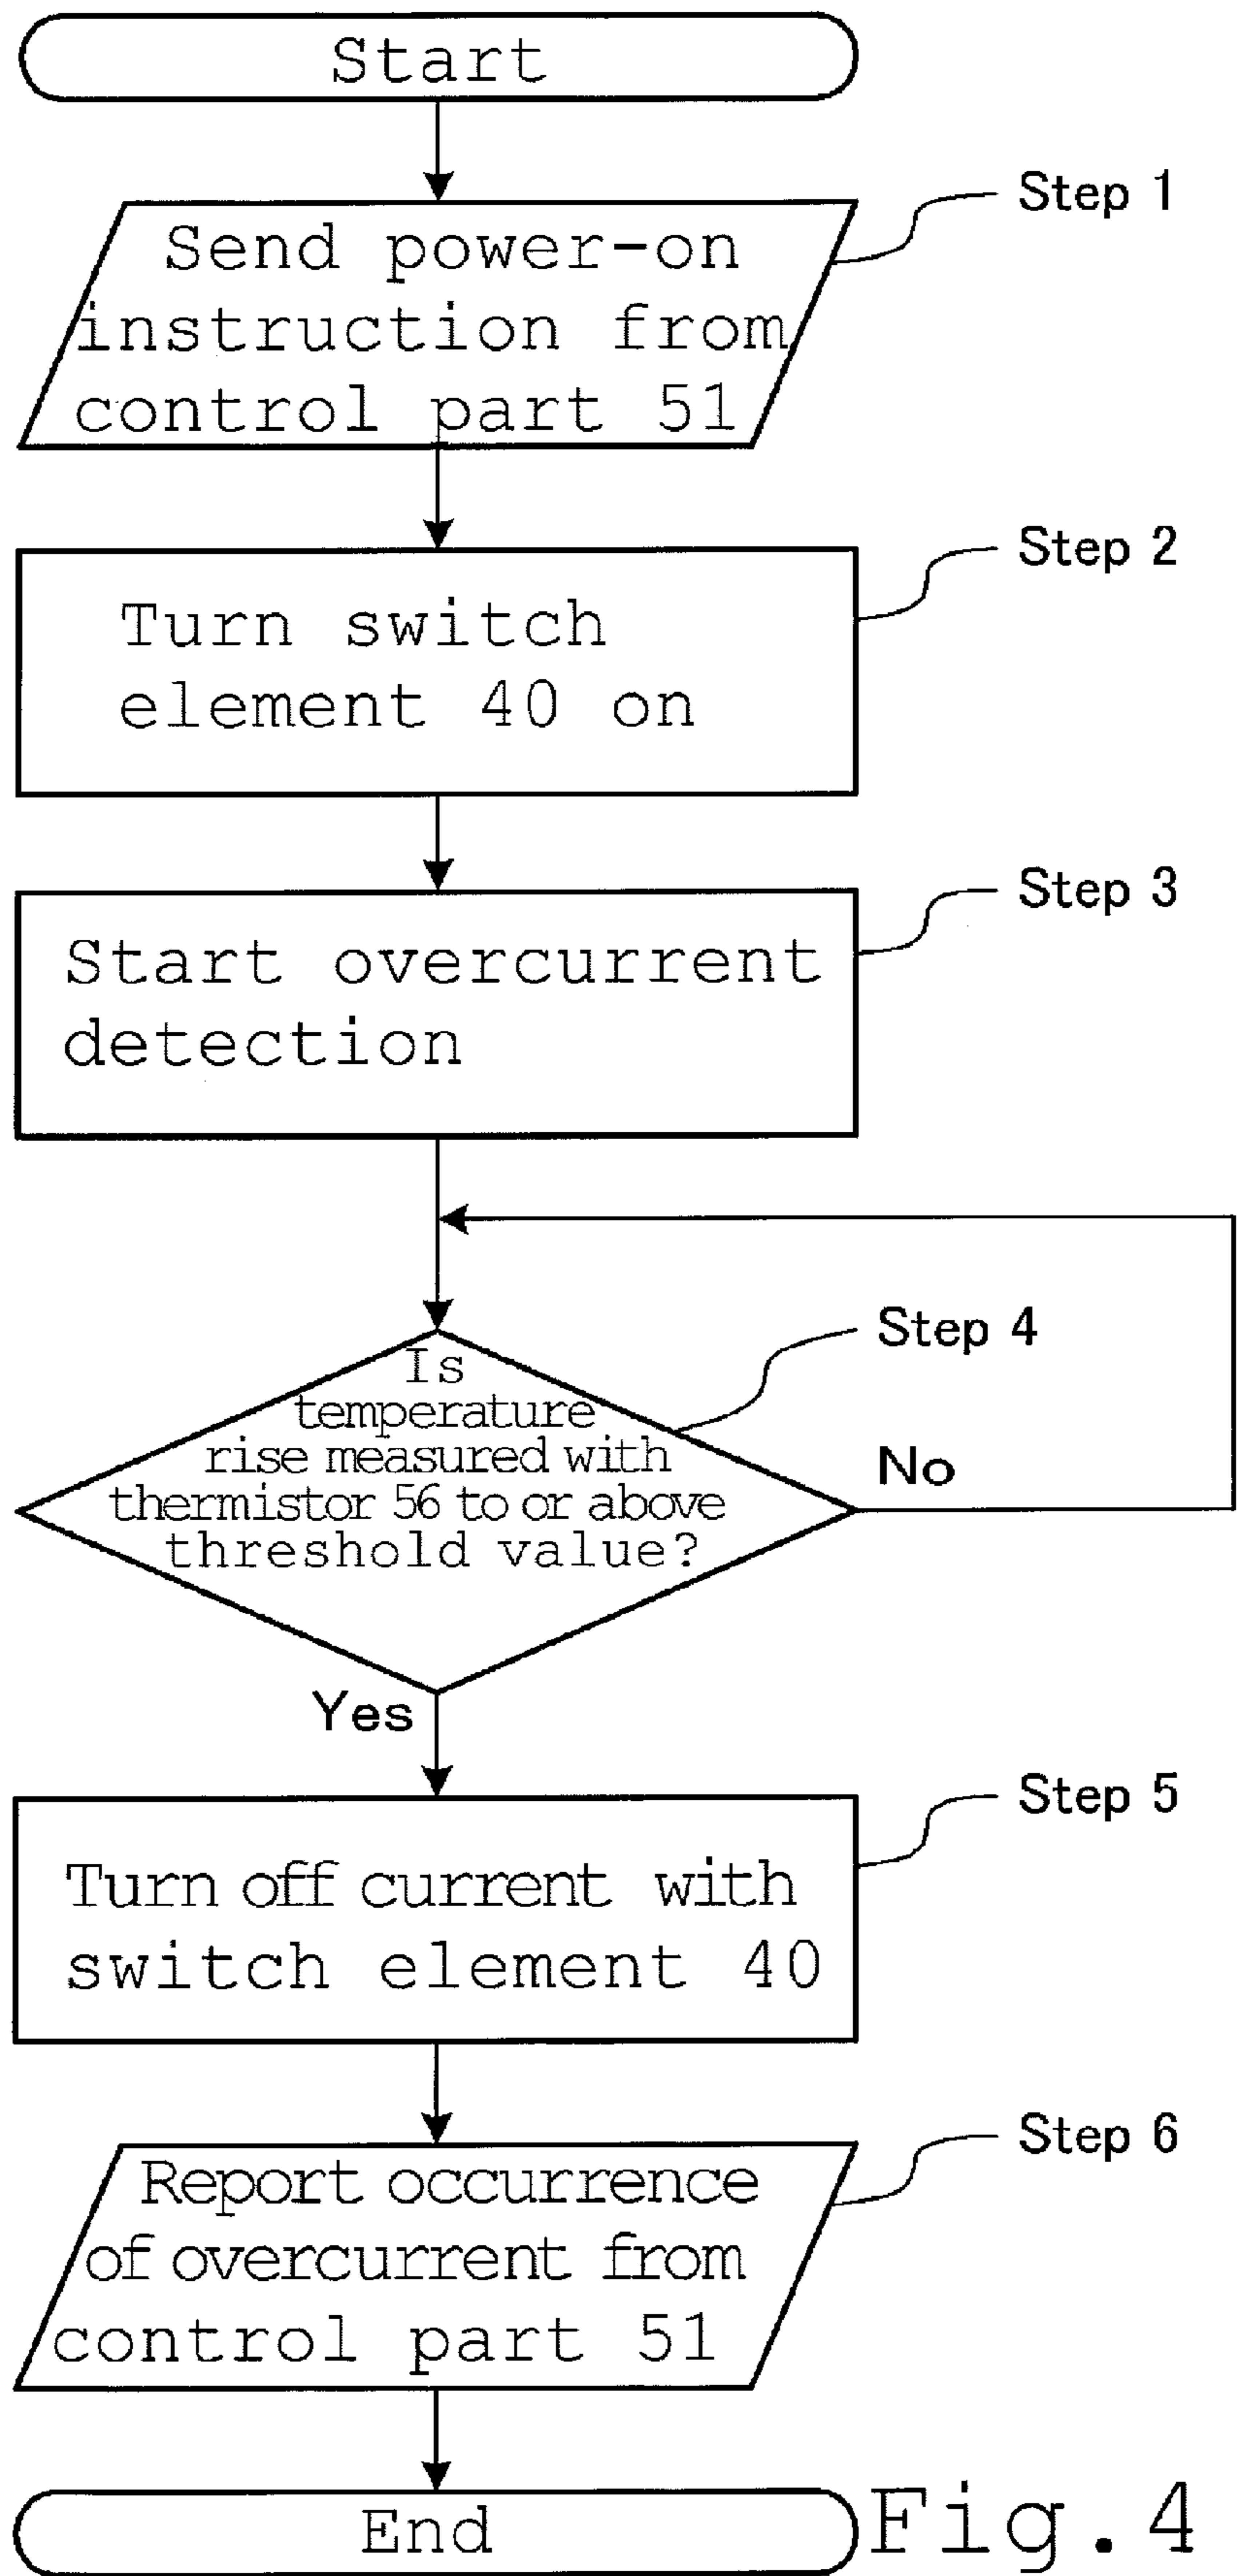 Start
Step 1
Send power-on
instruction from
control part 51
Step 2
Turn switch
element 40 on
Step 3
Start overcurrent
detection
Step 4
Is
temperature
rise measured with
thermistor 56 to or above
threshold value?
No
Yes
Step 5
Turn off current with
switch element 40
Step 6
Report occurrence
of overcurrent from
control part 51
End
Fig.4